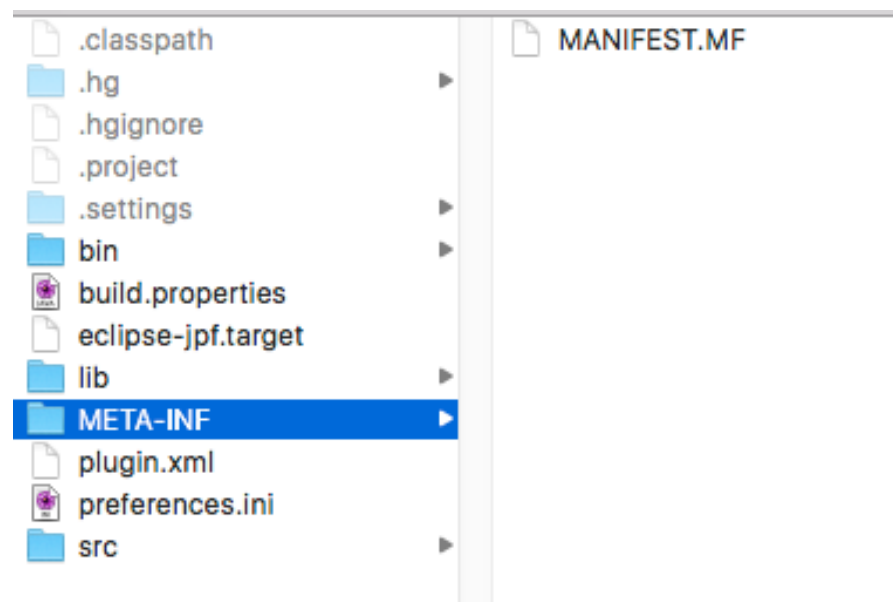 .classpath
.hg
.hgignore
.project
.settings
bin
build.properties
eclipse-jpf.target
lib
META-INF
plugin.xml
preferences.ini
src
MANIFEST.MF